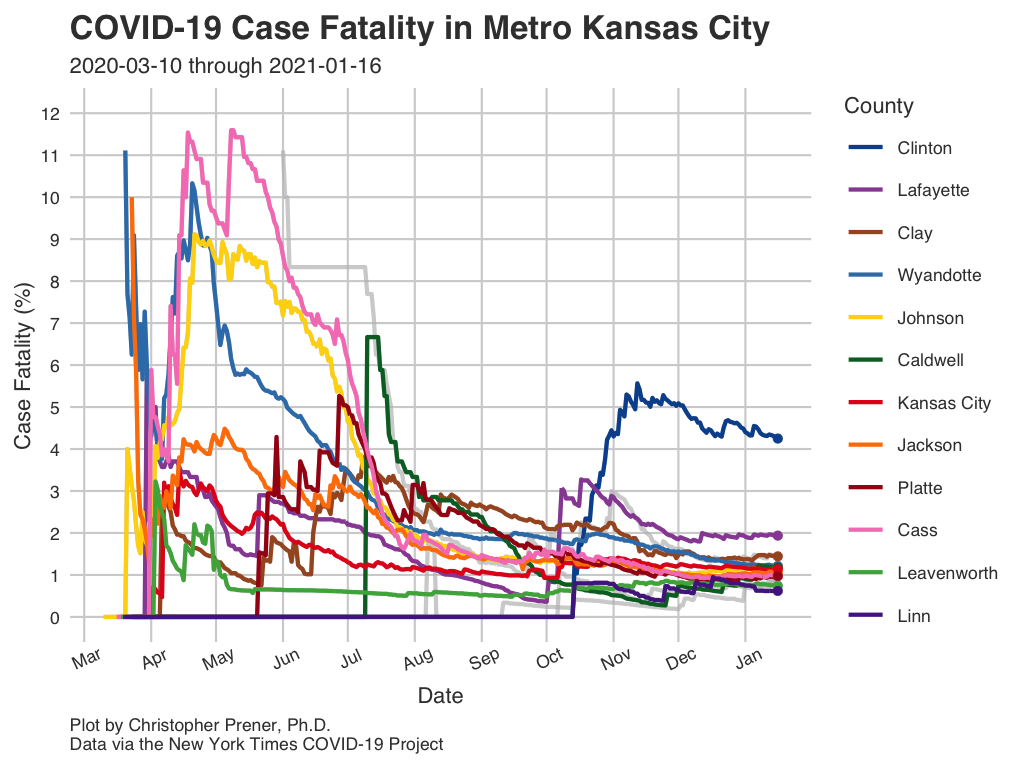 COVID-19 Case Fatality in Metro Kansas City
2020-03-10 through 2021-01-16
Case Fatality (%)
12
11
10
9
8
7
6
5
4
3
2
1
0
Mar
Apr
May
Jun
Jul
Aug
Sep
Oct
Nov
Dec
Jan
Date
County
Clinton
Lafayette
Clay
Wyandotte
Johnson
Caldwell
Kansas City
Jackson
Platte
Cass
Leavenworth
Linn
Plot by Christopher Prener, Ph.D.
Data via the New York Times COVID-19 Project